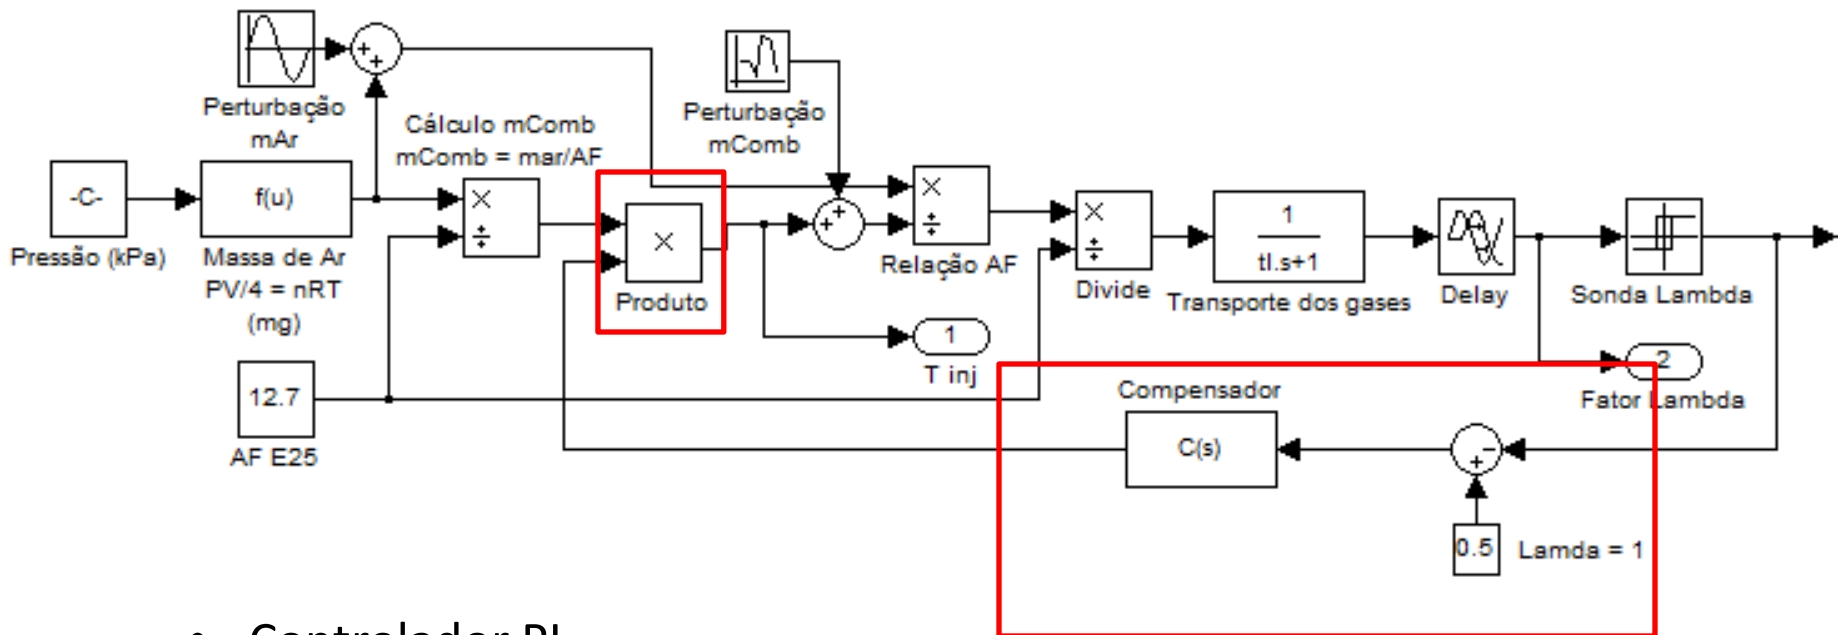 Perturbação
mAr
Cálculo mComb
mComb = mar/AF
Perturbação
mComb
-C-
Pressão (kPa)
f(u)
Massa de Ar
PV/4 = nRT
(mg)
×
÷
×
Produto
×
÷
Relação AF
×
÷
Divide
1
tl.s+1
Transporte dos gases
Delay
Sonda Lambda
1
T inj
2
Fator Lambda
12.7
AF E25
Compensador
C(s)
0.5
Lamda = 1
• Controlador PI